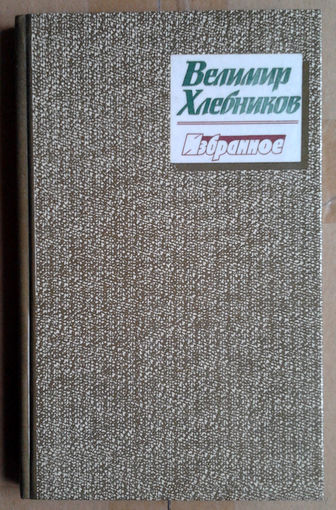 Велимир
Хлебников
Избранное